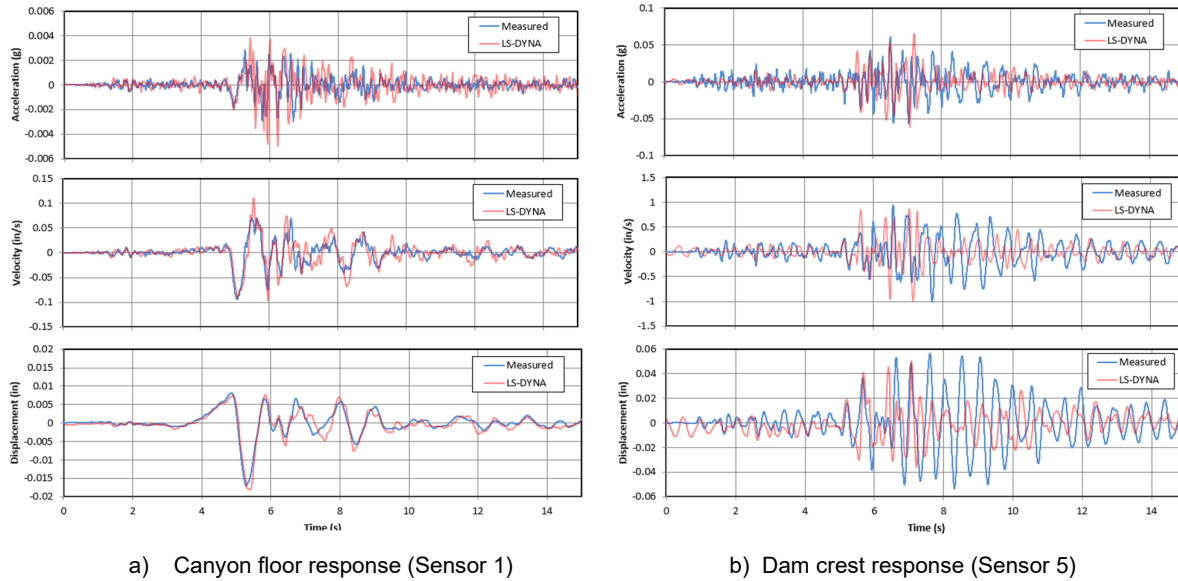 0.006
0.004
0.002
0
-0.002
-0.004
-0.006
Acceleration (g)
Measured
LS-DYNA
0.15
0.1
0.05
0
-0.05
-0.1
-0.15
Velocity (in/s)
Measured
LS-DYNA
0.02
0.015
0.01
0.005
0
-0.005
-0.01
-0.015
-0.02
Displacement (in)
Measured
LS-DYNA
0 2 4 6 8 10 12 14
Time (s)
a) Canyon floor response (Sensor 1)
0.1
0.05
0
-0.05
-0.1
Acceleration (g)
Measured
LS-DYNA
1.5
1
0.5
0
-0.5
-1
-1.5
Velocity (in/s)
Measured
LS-DYNA
0.06
0.04
0.02
0.00
-0.02
-0.04
-0.06
Displacement (in)
Measured
LS-DYNA
0 2 4 6 8 10 12 14
Time (s)
b) Dam crest response (Sensor 5)